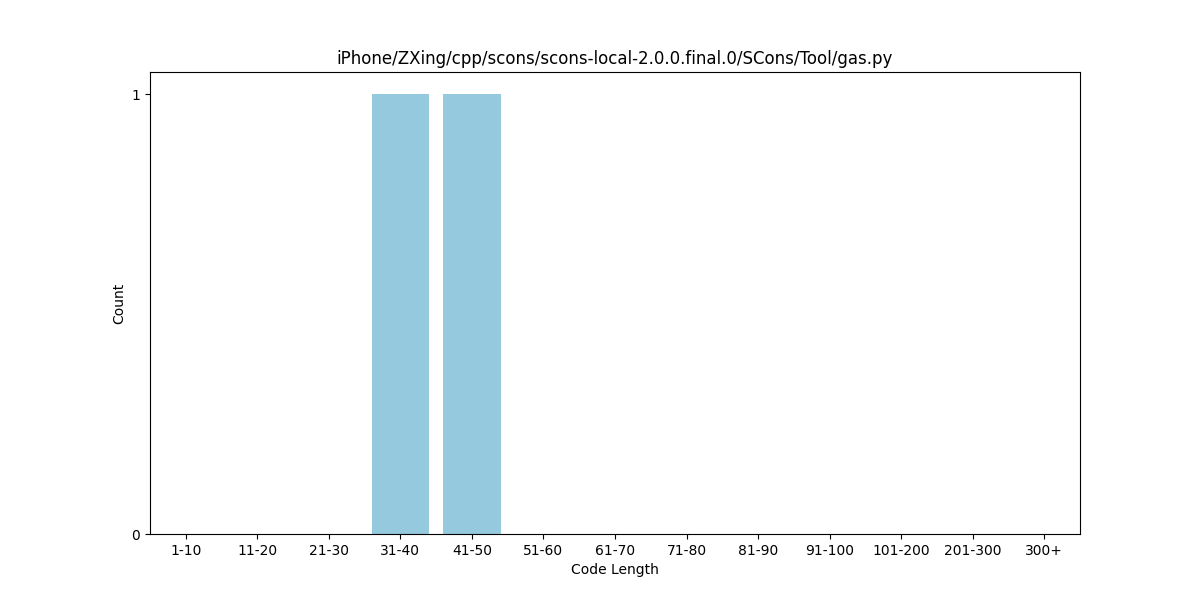 iPhone/ZXing/cpp/scons/scons-local-2.0.0.final.0/SCons/Tool/gas.py
1
Count
0
1-10 11-20 21-30 31-40 41-50 51-60 61-70 71-80 81-90 91-100 101-200 201-300 300+
Code Length